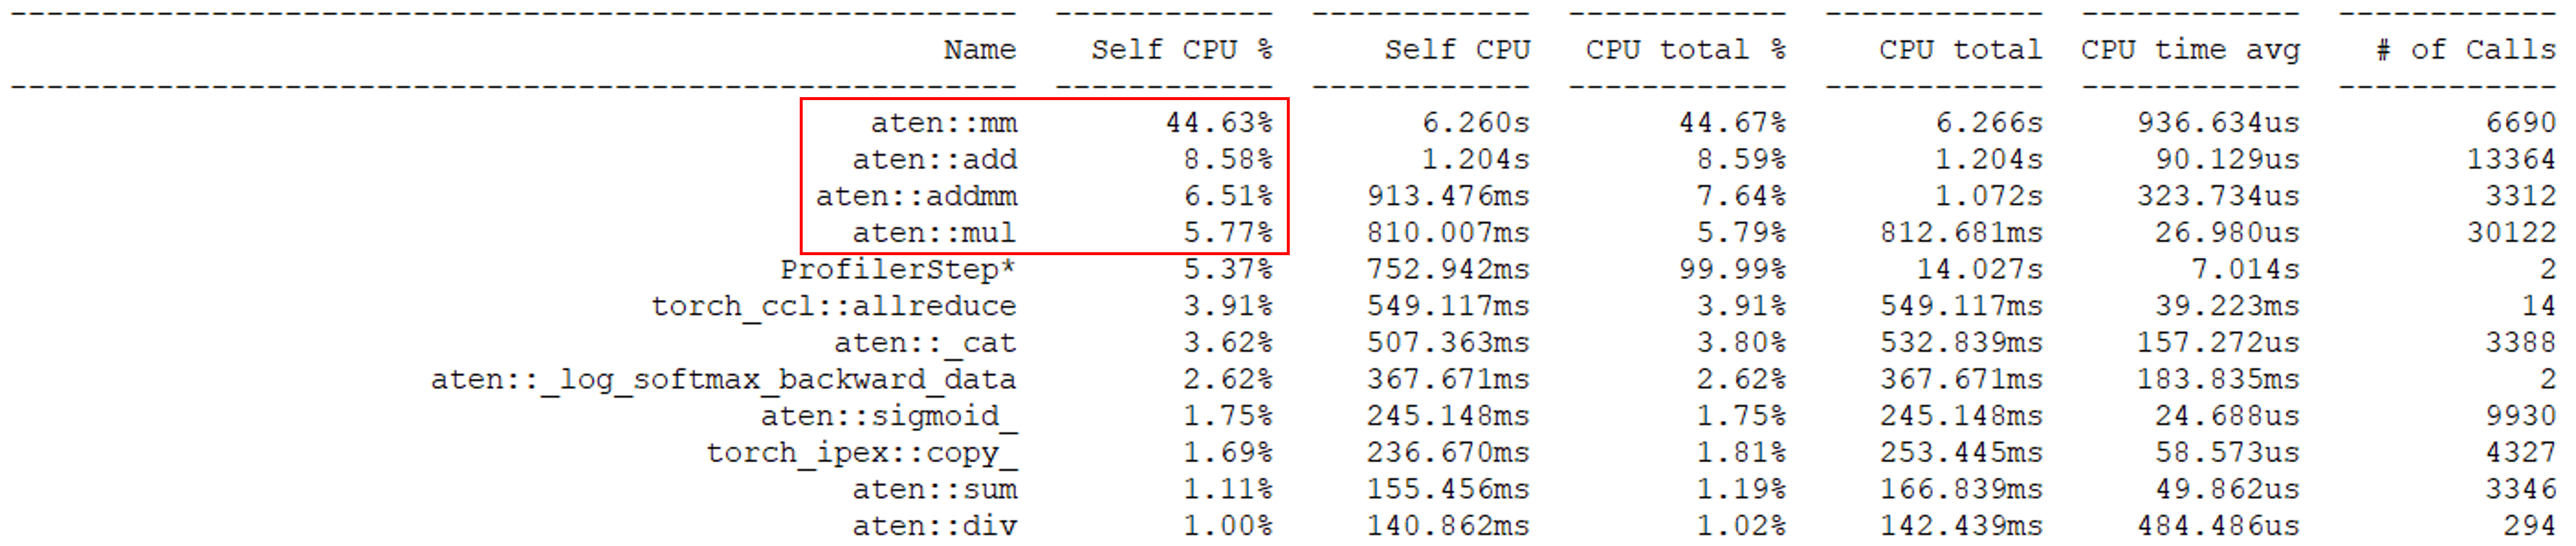 -------------------------------------------------------  ------------  ------------  ------------  ------------  ------------  ------------
Name  Self CPU %  Self CPU  CPU total %  CPU total  CPU time avg  # of Calls
-------------------------------------------------------  ------------  ------------  ------------  ------------  ------------  ------------
aten::mm  44.63%  6.260s  44.67%  6.266s  936.634us  6690
aten::add  8.58%  1.204s  8.59%  1.204s  90.129us  13364
aten::addmm  6.51%  913.476ms  7.64%  1.072s  323.734us  3312
aten::mul  5.77%  810.007ms  5.79%  812.681ms  26.980us  30122
ProfilerStep*  5.37%  752.942ms  99.99%  14.027s  7.014s  2
torch_ccl::allreduce  3.91%  549.117ms  3.91%  549.117ms  39.223ms  14
aten::_cat  3.62%  507.363ms  3.80%  532.839ms  157.272us  3388
aten::_log_softmax_backward_data  2.62%  367.671ms  2.62%  367.671ms  183.835ms  2
aten::sigmoid_  1.75%  245.148ms  1.75%  245.148ms  24.688us  9930
torch_ipex::copy_  1.69%  236.670ms  1.81%  253.445ms  58.573us  4327
aten::sum  1.11%  155.456ms  1.19%  166.839ms  49.862us  3346
aten::div  1.00%  140.862ms  1.02%  142.439ms  484.486us  294